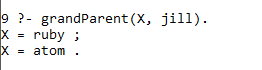 9 ?- grandParent(X, jill).
X = ruby ;
X = atom .